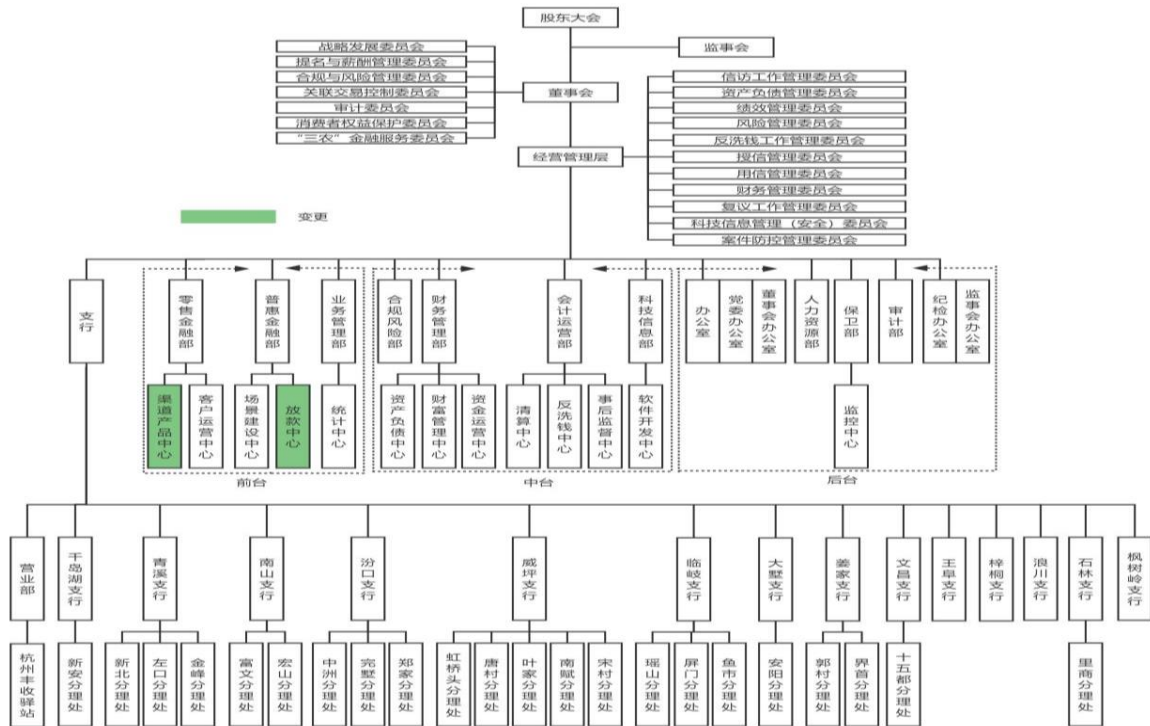 股东大会
监事会
战略发展委员会
提名与薪酬管理委员会
合规与风险管理委员会
关联交易控制委员会
审计委员会
消费者权益保护委员会
“三农”金融服务委员会
董事会
经营管理层
信访工作管理委员会
资产负债管理委员会
绩效管理委员会
风险管理委员会
反洗钱工作管理委员会
授信管理委员会
用信管理委员会
财务管理委员会
复议工作管理委员会
科技信息管理（安全）委员会
案件防控管理委员会
变更
支行
零售金融部
普惠金融部
业务管理部
合规风险部
财务管理部
会计运营部
科技信息部
办公室
党委办公室
董事会办公室
人力资源部
保卫部
审计部
纪检办公室
监事会办公室
渠道产品中心
客户运营中心
场景建设中心
放款中心
统计中心
资产负债中心
财富管理中心
资金运营中心
清算中心
反洗钱中心
事后监督中心
软件开发中心
监控中心
前台
中台
后台
营业部
千岛湖支行
青溪支行
南山支行
汾口支行
威坪支行
临岐支行
大墅支行
姜家支行
文昌支行
王阜支行
梓桐支行
浪川支行
石林支行
枫树岭支行
杭州丰收驿站
新安分理处
新北分理处
左口分理处
金峰分理处
富文分理处
宏山分理处
中洲分理处
完墅分理处
郑家分理处
虹桥头分理处
唐村分理处
叶家分理处
南赋分理处
宋村分理处
瑶山分理处
屏门分理处
鱼市分理处
安阳分理处
郭村分理处
界首分理处
十五都分理处
里商分理处